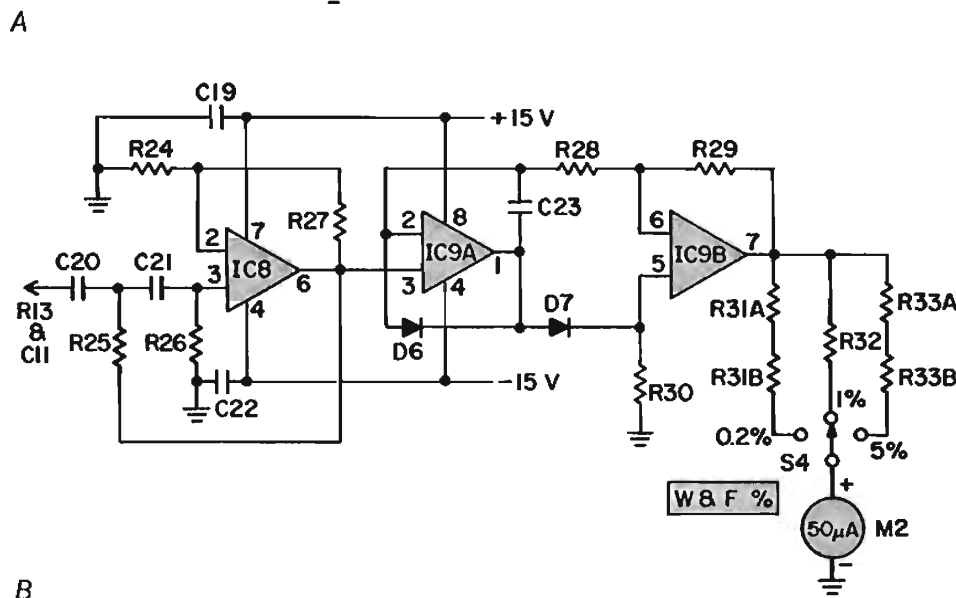 A
C19
+15 V
R24
R28
R29
R27
C23
2
7
2
8
6
7
IC8
IC9A
IC9B
6
1
5
C20
C21
3
3
4
4
D7
R31A
R33A
R13
&
C11
R25
R26
D6
R32
R30
R31B
R33B
C22
-15 V
1%
0.2%
5%
S4
W & F %
+
50µA
M2
-
B